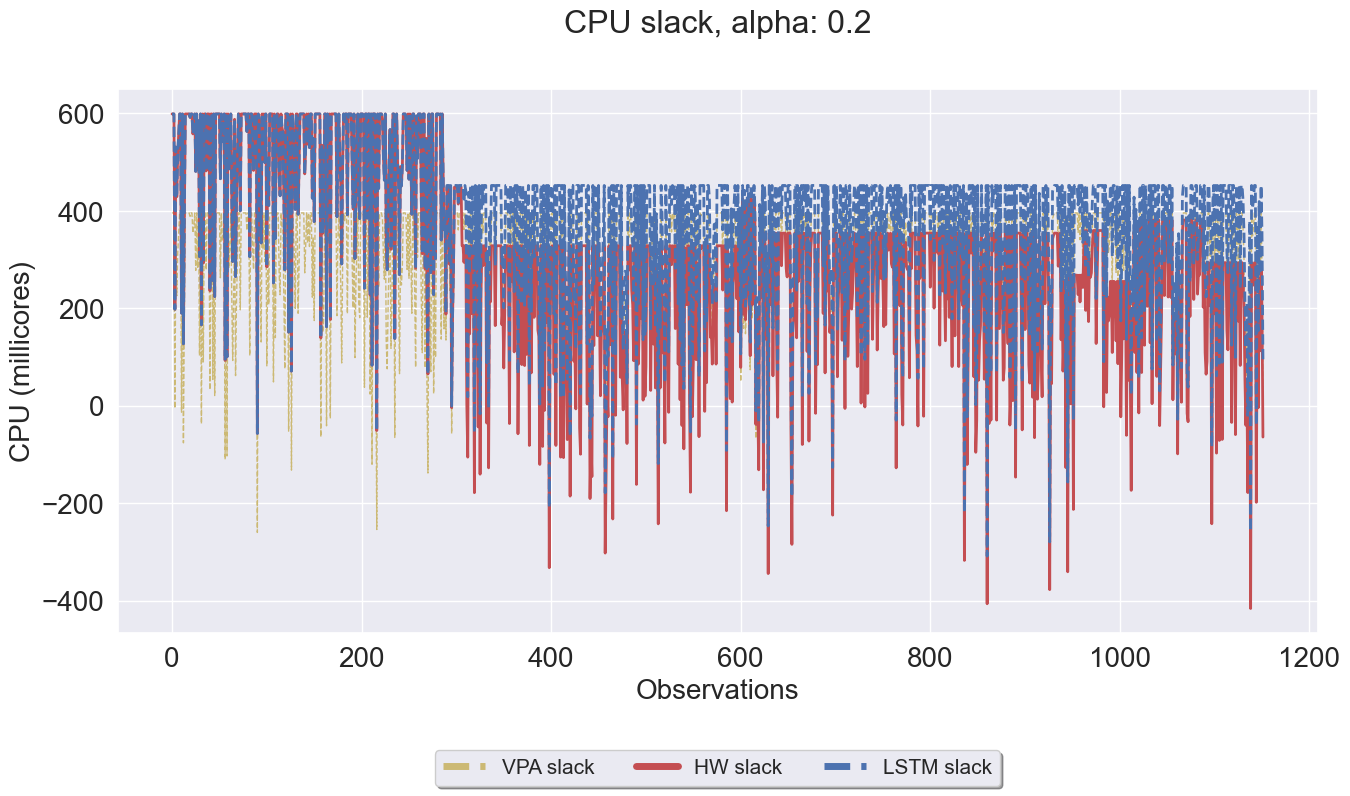 CPU slack, alpha: 0.2
CPU (millicores)
600
400
200
0
−200
−400
0 200 400 600 800 1000 1200
Observations
VPA slack HW slack LSTM slack